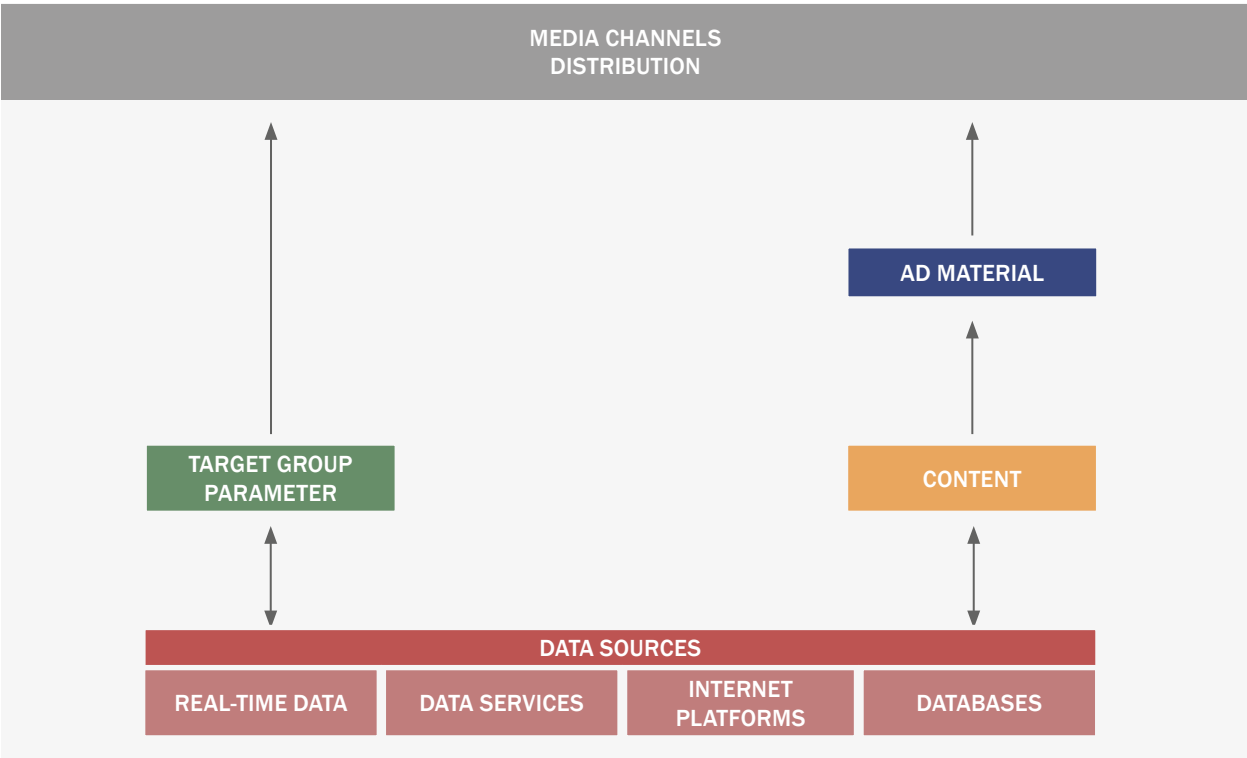 MEDIA CHANNELS
DISTRIBUTION
AD MATERIAL
TARGET GROUP
PARAMETER
CONTENT
DATA SOURCES
REAL-TIME DATA
DATA SERVICES
INTERNET
PLATFORMS
DATABASES